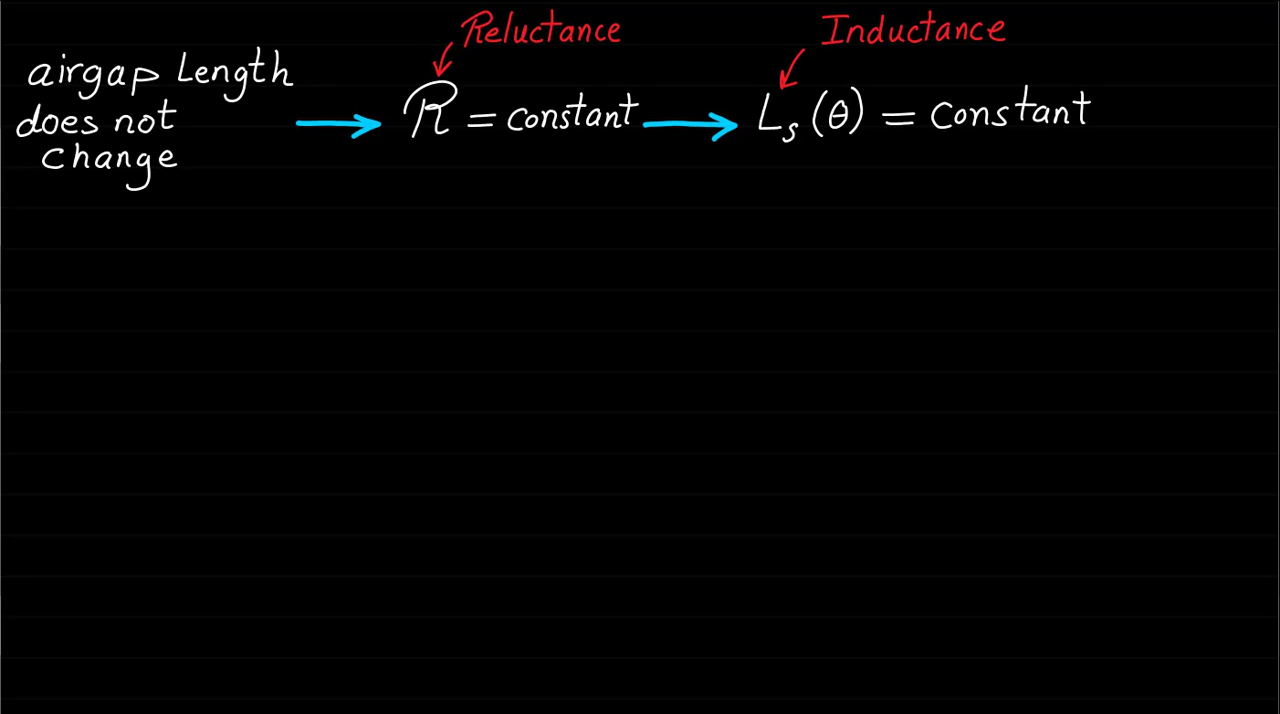 Reluctance
Inductance
airgap Length
does not
change
R = constant
Ls (θ) = constant